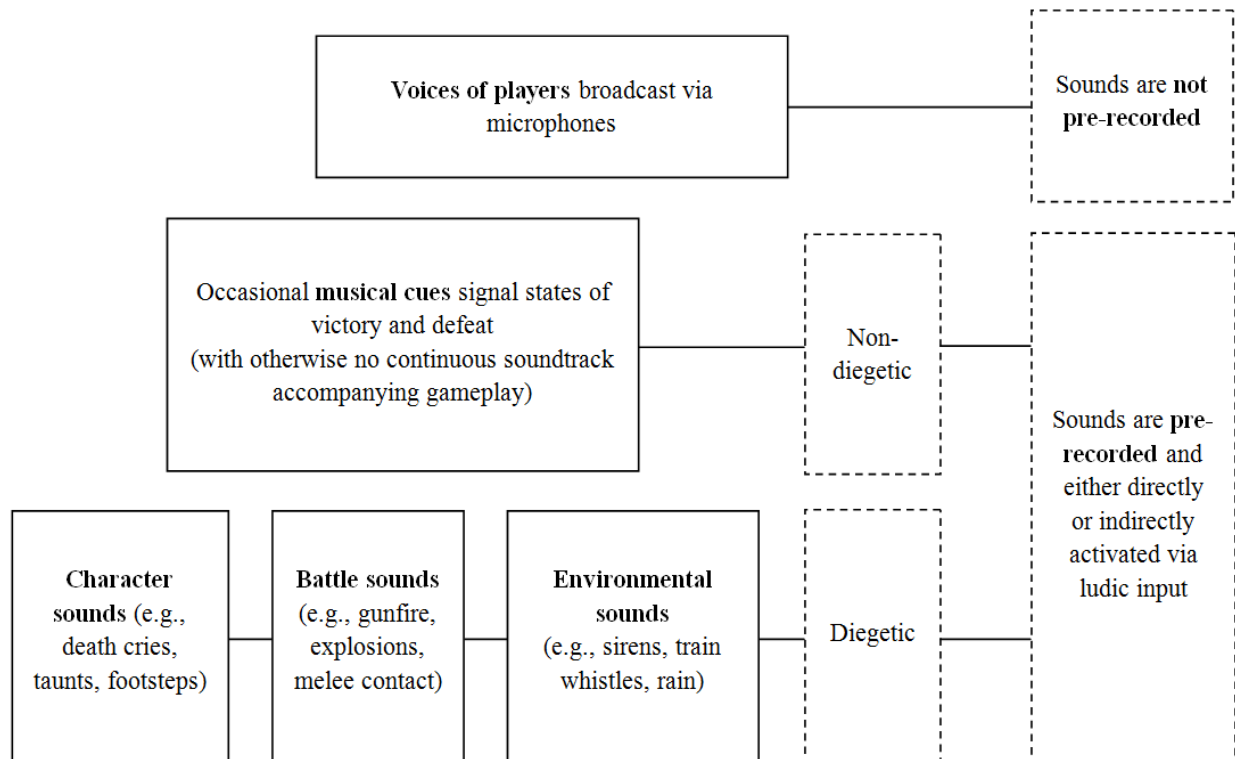 Voices of players broadcast via
microphones
Sounds are not
pre-recorded
Occasional musical cues signal states of
victory and defeat
(with otherwise no continuous soundtrack
accompanying gameplay)
Non-
diegetic
Sounds are pre-
recorded and
either directly
or indirectly
activated via
ludic input
Character
sounds (e.g.,
death cries,
taunts, footsteps)
Battle sounds
(e.g., gunfire,
explosions,
melee contact)
Environmental
sounds
(e.g., sirens, train
whistles, rain)
Diegetic